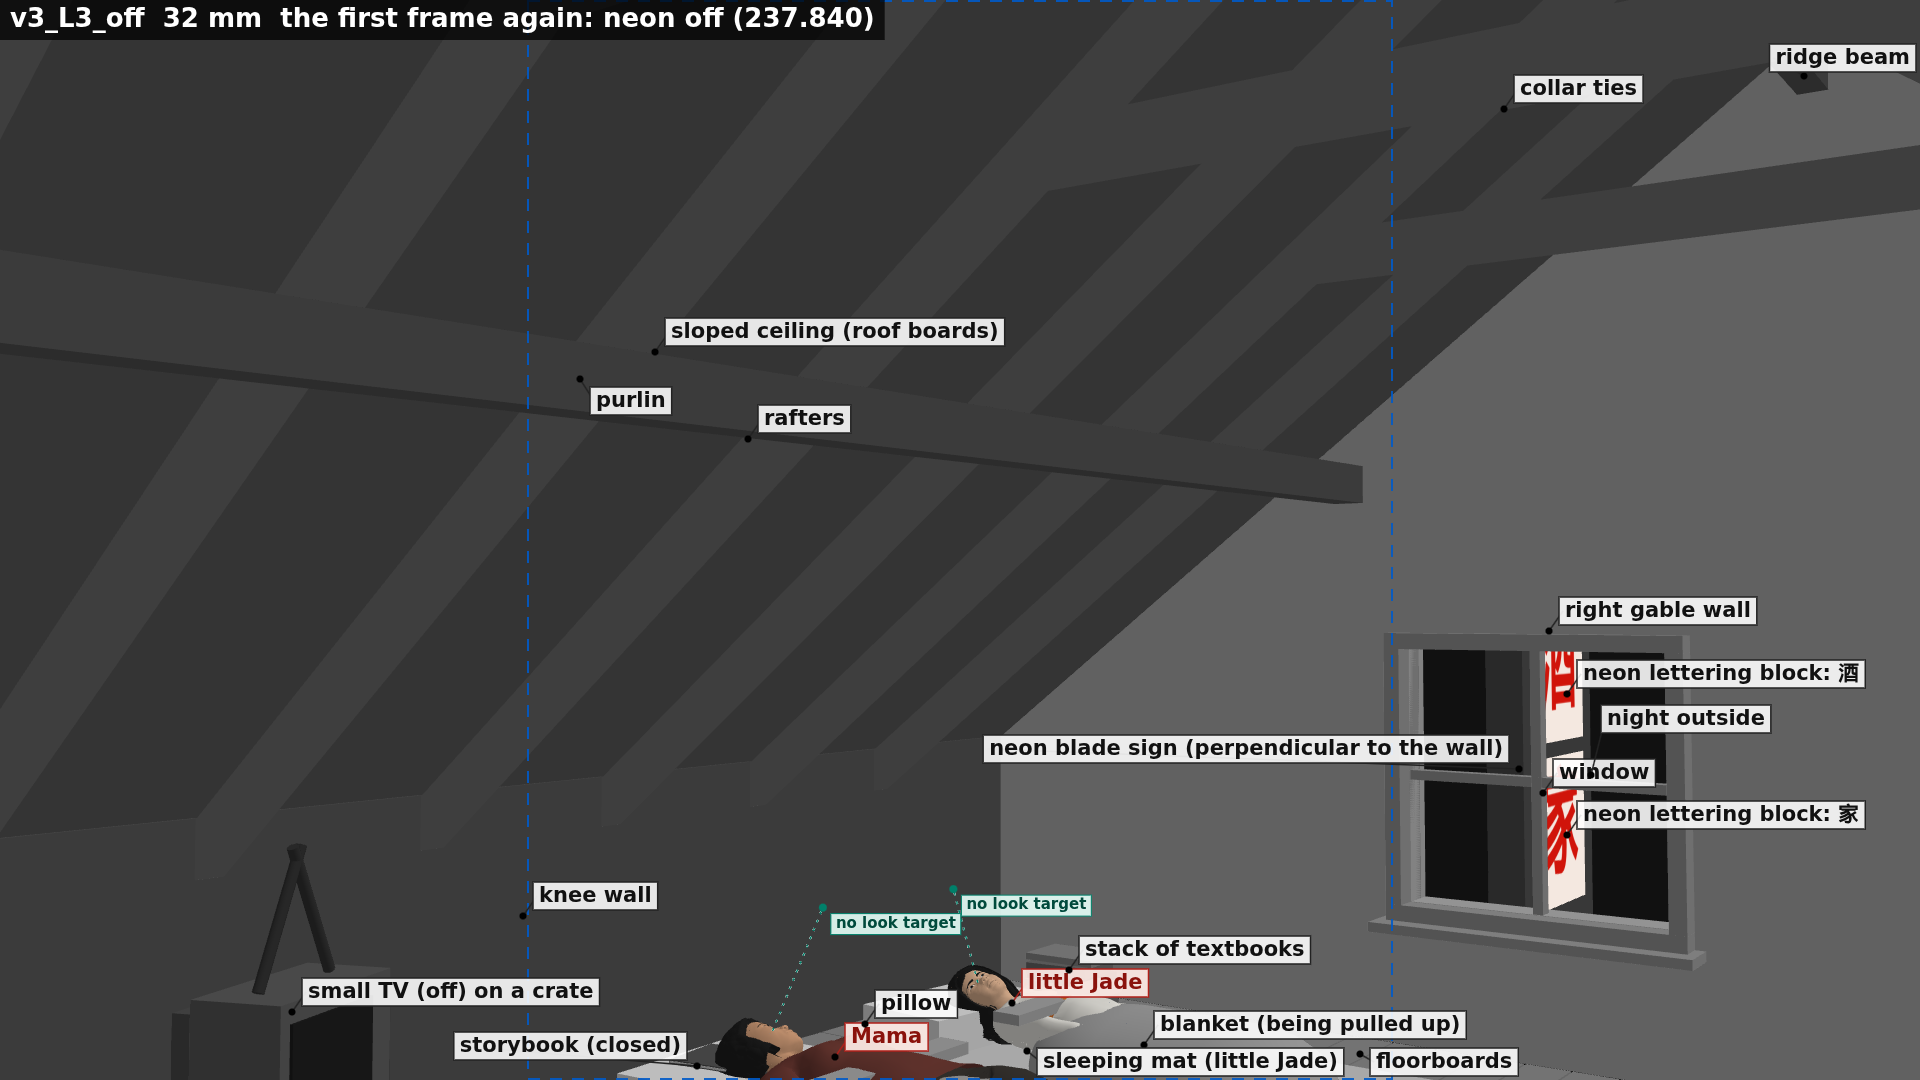 v3_L3_off 32 mm the first frame again: neon off (237.840)
ridge beam
collar ties
sloped ceiling (roof boards)
purlin
rafters
right gable wall
酒
neon lettering block: 酒
night outside
neon blade sign (perpendicular to the wall)
window
家
neon lettering block: 家
knee wall
no look target
no look target
stack of textbooks
little Jade
small TV (off) on a crate
pillow
blanket (being pulled up)
Mama
storybook (closed)
sleeping mat (little Jade)
floorboards